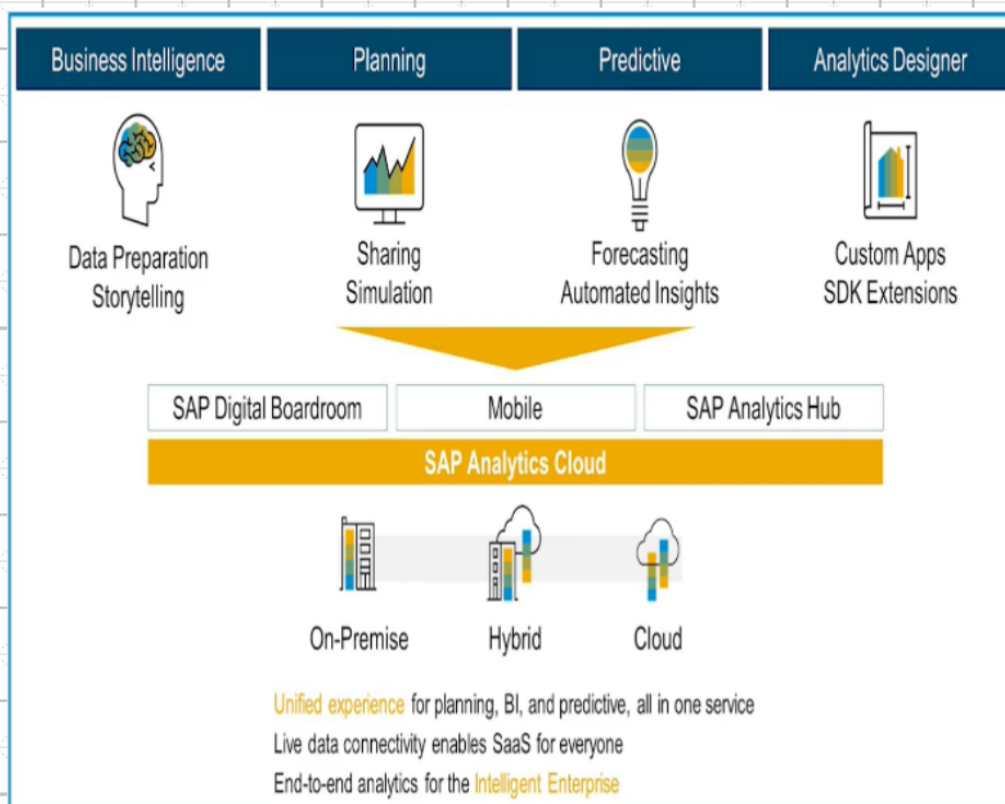 Business Intelligence
Planning
Predictive
Analytics Designer
Data Preparation
Storytelling
Sharing
Simulation
Forecasting
Automated Insights
Custom Apps
SDK Extensions
SAP Digital Boardroom
Mobile
SAP Analytics Hub
SAP Analytics Cloud
On-Premise
Hybrid
Cloud
Unified experience for planning, BI, and predictive, all in one service
Live data connectivity enables SaaS for everyone
End-to-end analytics for the Intelligent Enterprise